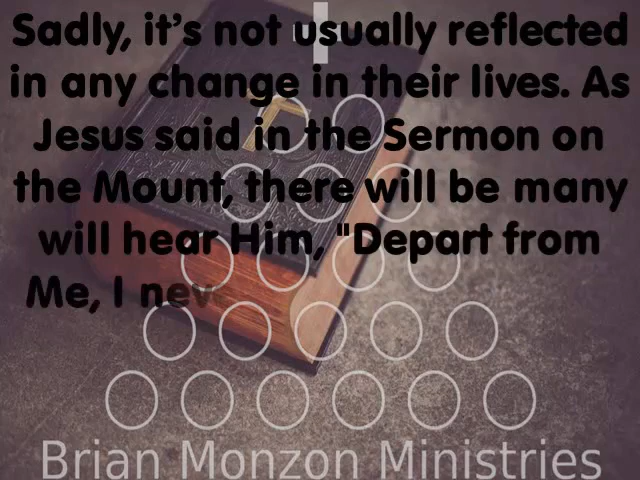 Sadly, it's not usually reflected
in any change in their lives. As
Jesus said in the Sermon on
the Mount, there will be many
will hear Him, "Depart from
Me, I nev
Brian Monzon Ministries